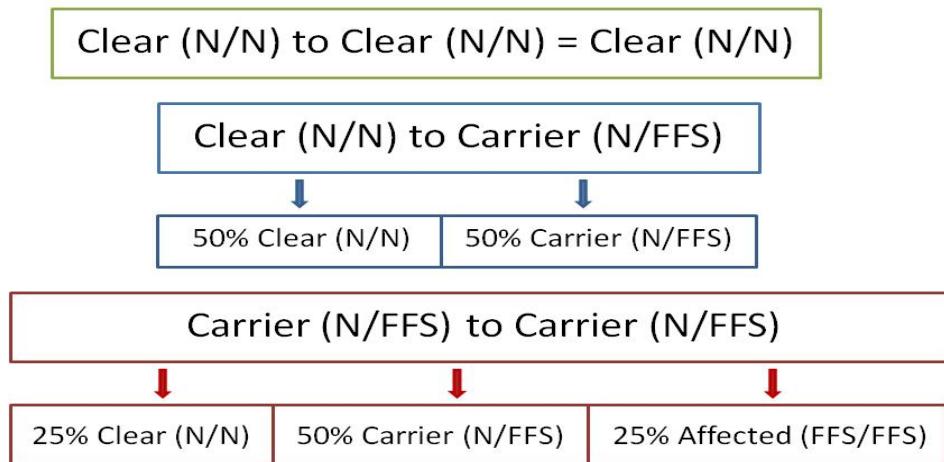 Clear (N/N) to Clear (N/N) = Clear (N/N)
Clear (N/N) to Carrier (N/FFS)
50% Clear (N/N)
50% Carrier (N/FFS)
Carrier (N/FFS) to Carrier (N/FFS)
25% Clear (N/N)
50% Carrier (N/FFS)
25% Affected (FFS/FFS)